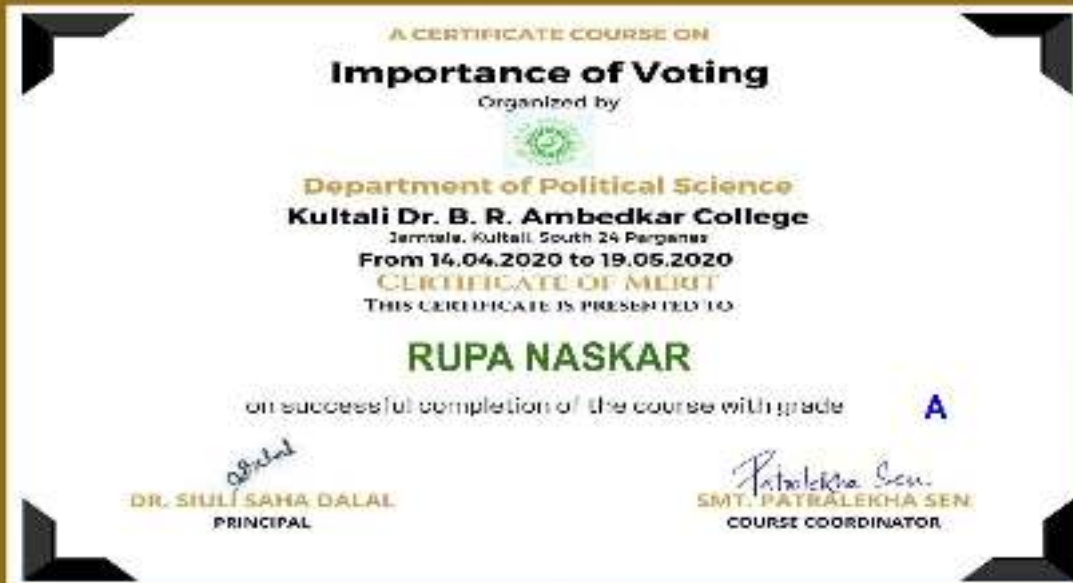 A CERTIFICATE COURSE ON
Importance of Voting
Organized by
Department of Political Science
Kultali Dr. B. R. Ambedkar College
Jamtala, Kultali, South 24 Parganas
From 14.04.2020 to 19.05.2020
CERTIFICATE OF MERIT
THIS CERTIFICATE IS PRESENTED TO
RUPA NASKAR
on successful completion of the course with grade A
Patralekha Sen.
DR. SIULI SAHA DALAL
SMT. PATRALEKHA SEN
PRINCIPAL
COURSE COORDINATOR